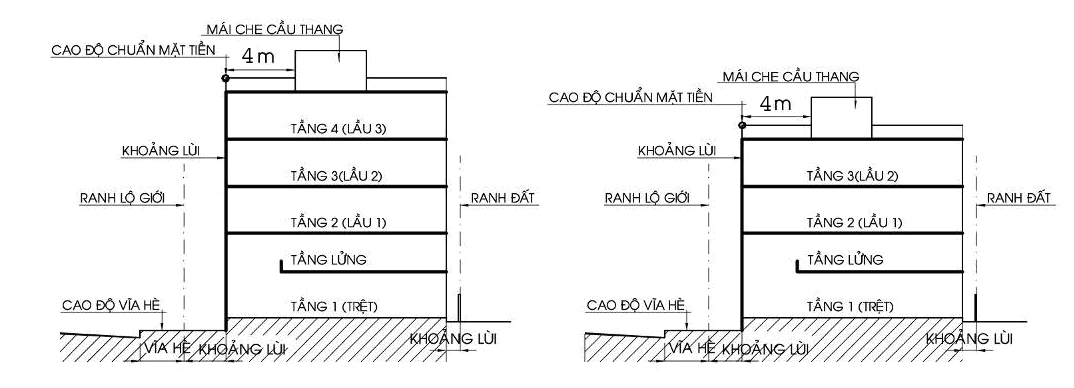 MÁI CHE CẦU THANG
CAO ĐỘ CHUẨN MẶT TIỀN
4m
TẦNG 4 (LẦU 3)
KHOẢNG LÙI
TẦNG 3(LẦU 2)
RANH LỘ GIỚI
RANH ĐẤT
TẦNG 2 (LẦU 1)
TẦNG LỬNG
CAO ĐỘ VĨA HÈ
TẦNG 1 (TRỆT)
KHOẢNG LÙI
VĨA HÈ
KHOẢNG LÙI
MÁI CHE CẦU THANG
CAO ĐỘ CHUẨN MẶT TIỀN
4m
KHOẢNG LÙI
TẦNG 3(LẦU 2)
RANH LỘ GIỚI
RANH ĐẤT
TẦNG 2 (LẦU 1)
TẦNG LỬNG
CAO ĐỘ VĨA HÈ
TẦNG 1 (TRỆT)
KHOẢNG LÙI
VĨA HÈ
KHOẢNG LÙI